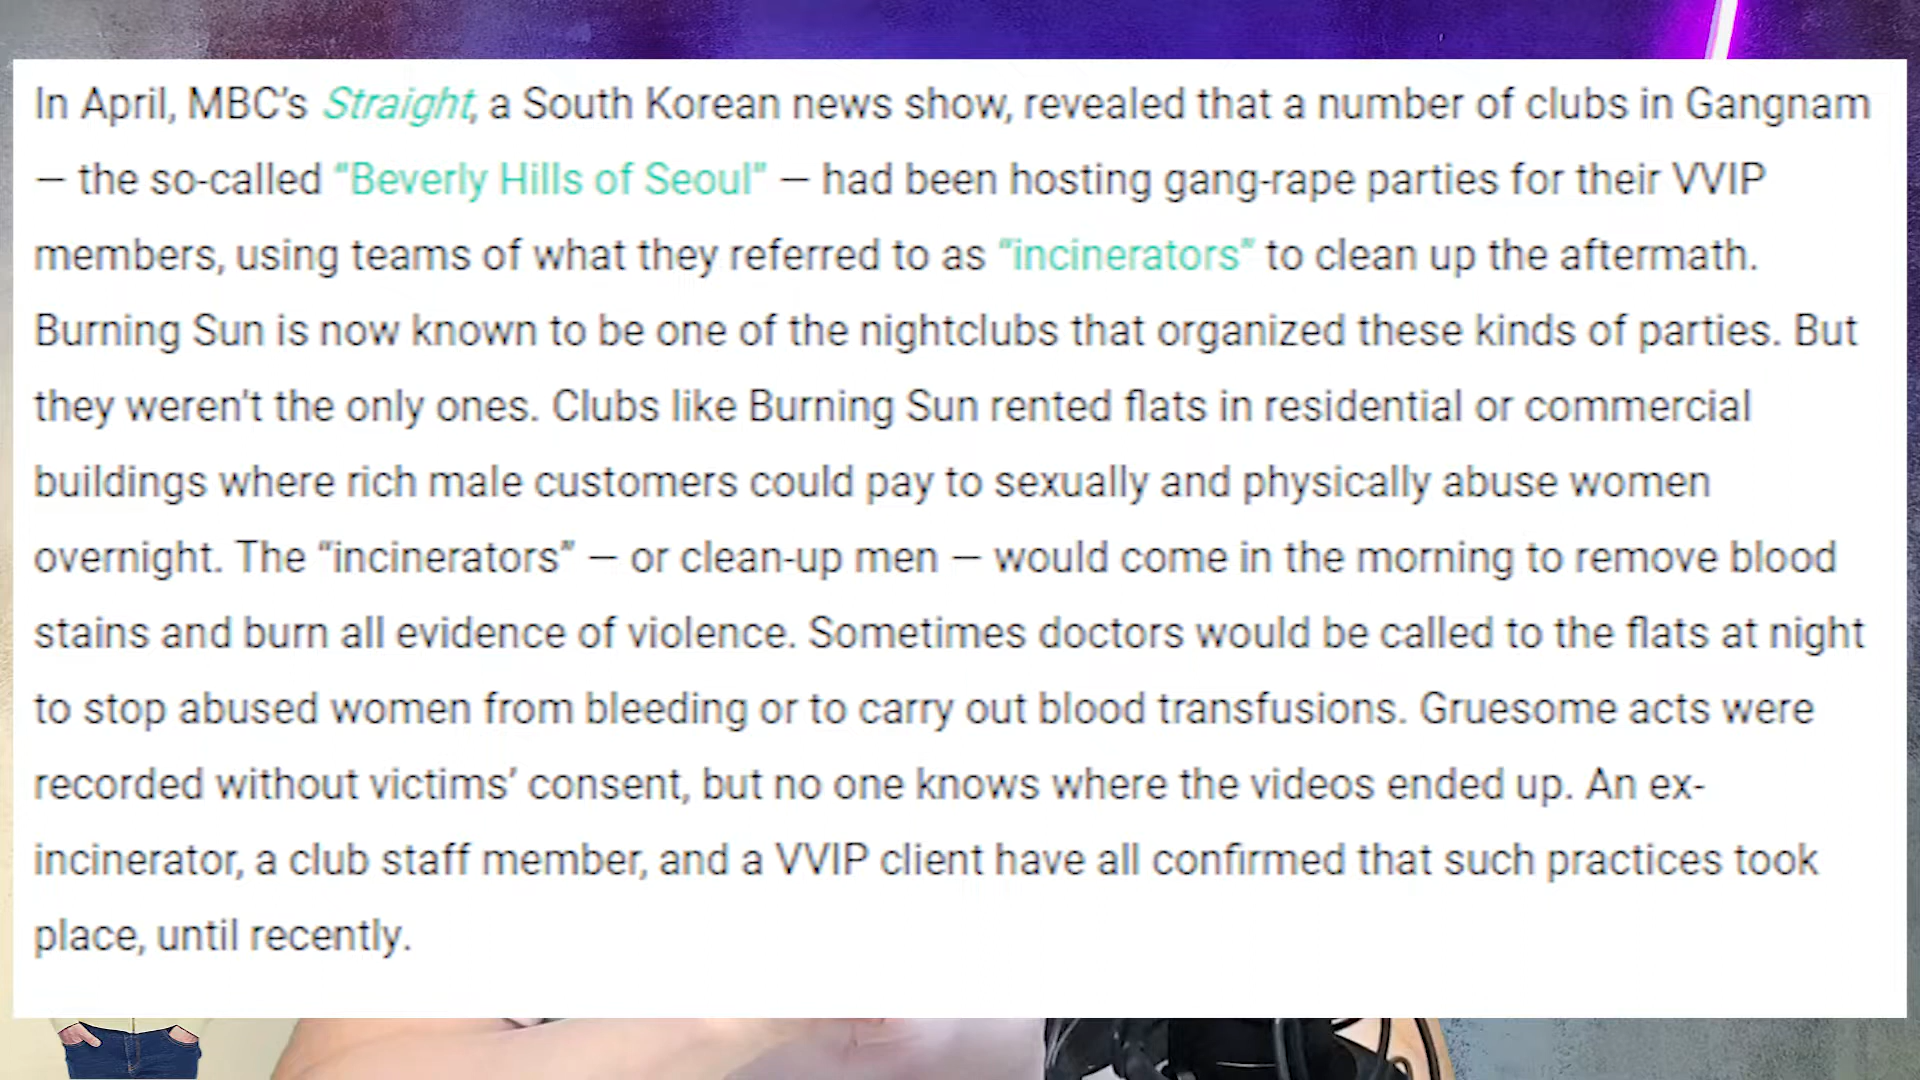 In April, MBC's Straight, a South Korean news show, revealed that a number of clubs in Gangnam
— the so-called “Beverly Hills of Seoul” — had been hosting gang-rape parties for their VVIP
members, using teams of what they referred to as “incinerators” to clean up the aftermath.
Burning Sun is now known to be one of the nightclubs that organized these kinds of parties. But
they weren't the only ones. Clubs like Burning Sun rented flats in residential or commercial
buildings where rich male customers could pay to sexually and physically abuse women
overnight. The “incinerators” — or clean-up men — would come in the morning to remove blood
stains and burn all evidence of violence. Sometimes doctors would be called to the flats at night
to stop abused women from bleeding or to carry out blood transfusions. Gruesome acts were
recorded without victims’ consent, but no one knows where the videos ended up. An ex-
incinerator, a club staff member, and a VVIP client have all confirmed that such practices took
place, until recently.